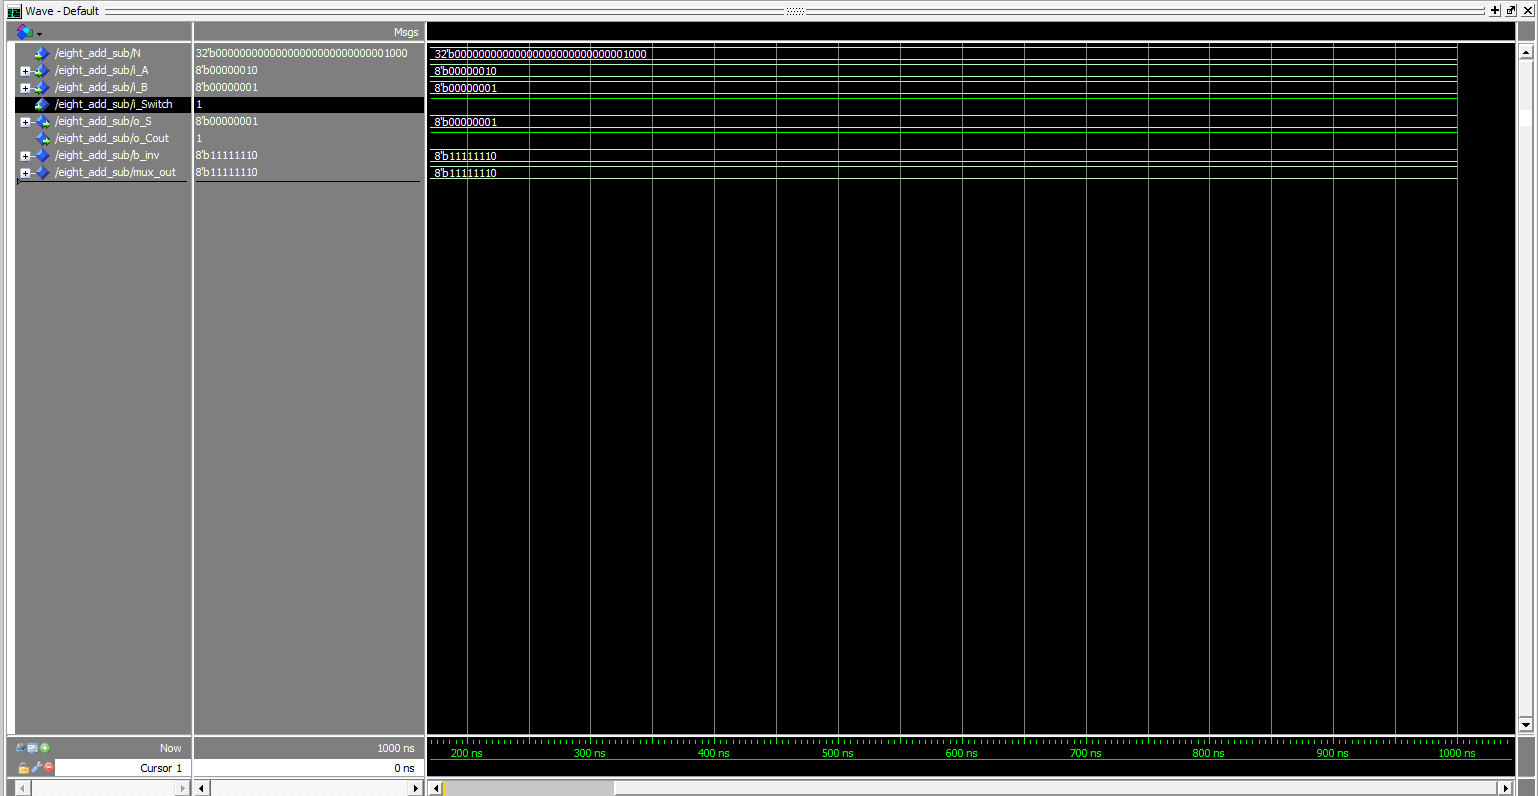 Wave - Default
Msgs
/eight_add_sub/N 32'b00000000000000000000000000001000 32'b00000000000000000000000000001000
/eight_add_sub/i_A 8'b00000010 8'b00000010
/eight_add_sub/i_B 8'b00000001 8'b00000001
/eight_add_sub/i_Switch 1
/eight_add_sub/o_S 8'b00000001 8'b00000001
/eight_add_sub/o_Cout 1
/eight_add_sub/b_inv 8'b11111110 8'b11111110
/eight_add_sub/mux_out 8'b11111110 8'b11111110
Now 1000 ns 200 ns 300 ns 400 ns 500 ns 600 ns 700 ns 800 ns 900 ns 1000 ns
Cursor 1 0 ns